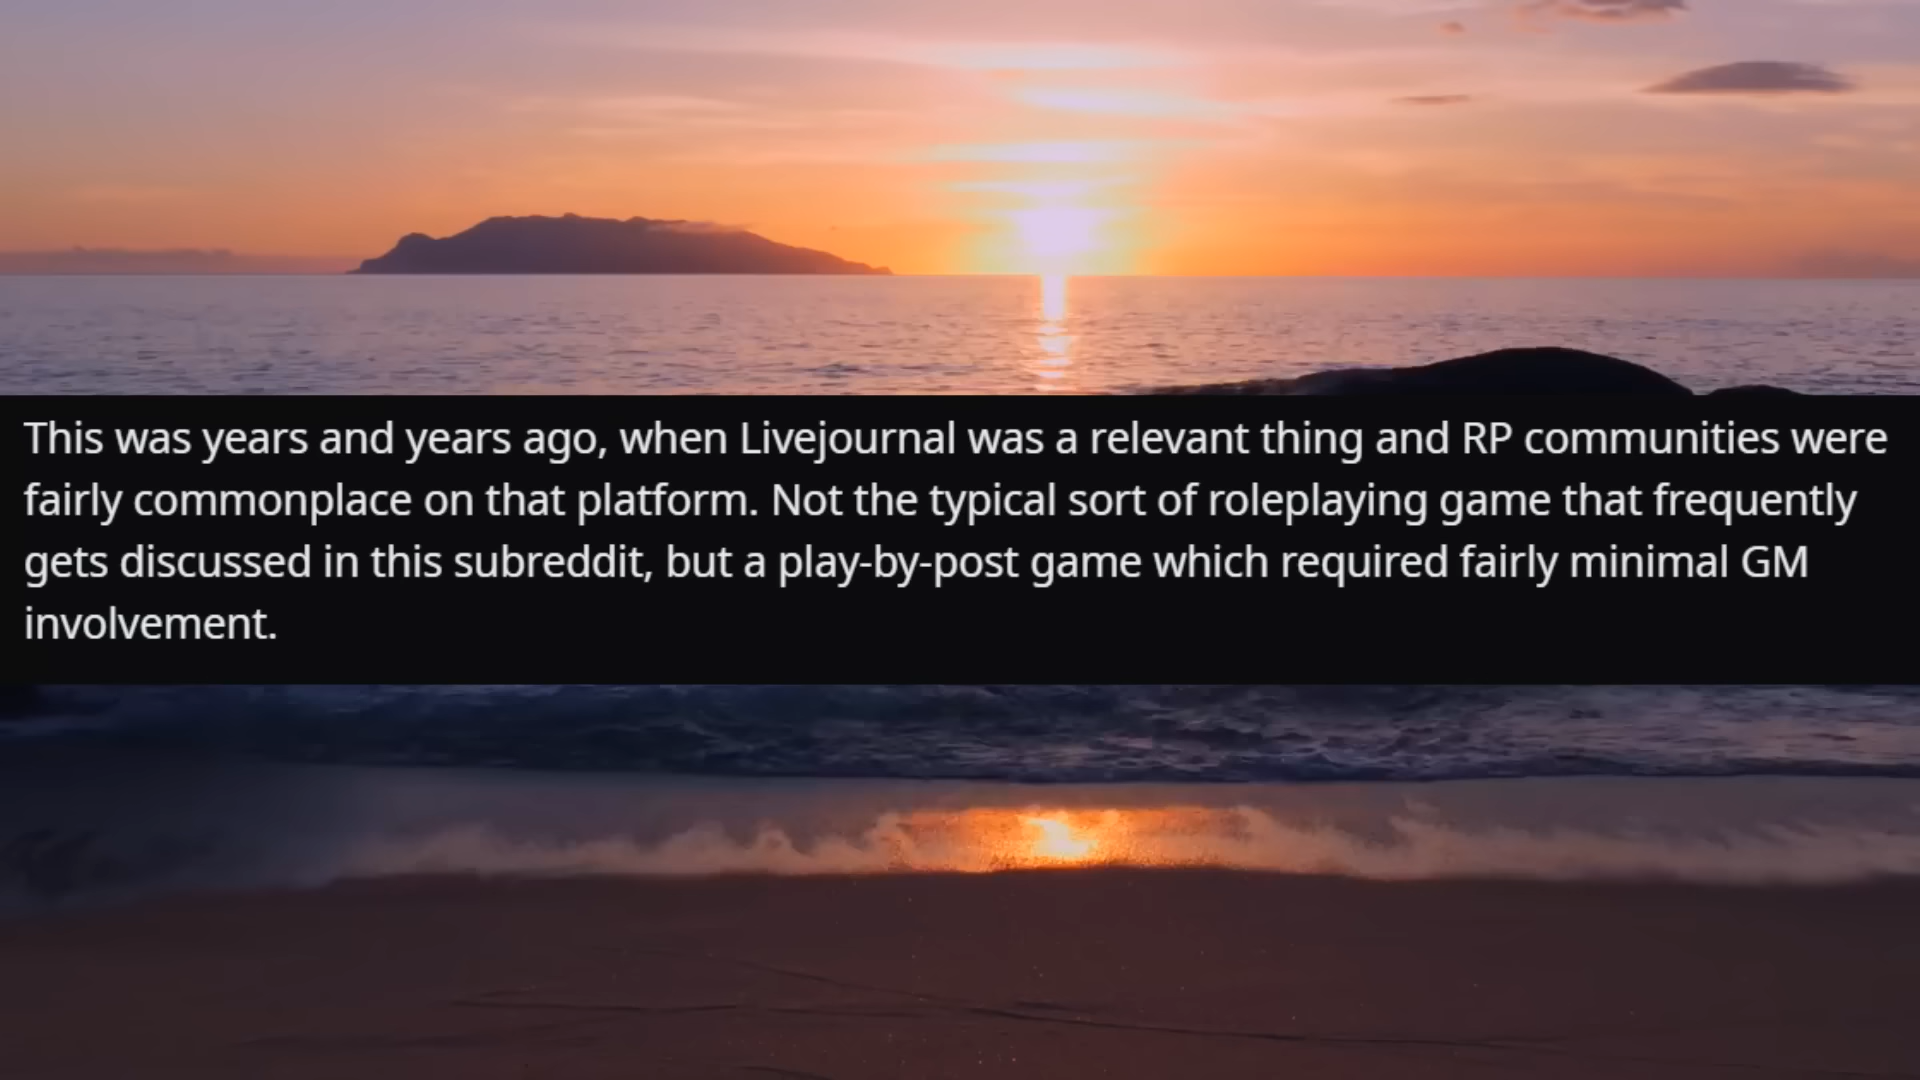 This was years and years ago, when Livejournal was a relevant thing and RP communities were
fairly commonplace on that platform. Not the typical sort of roleplaying game that frequently
gets discussed in this subreddit, but a play-by-post game which required fairly minimal GM
involvement.